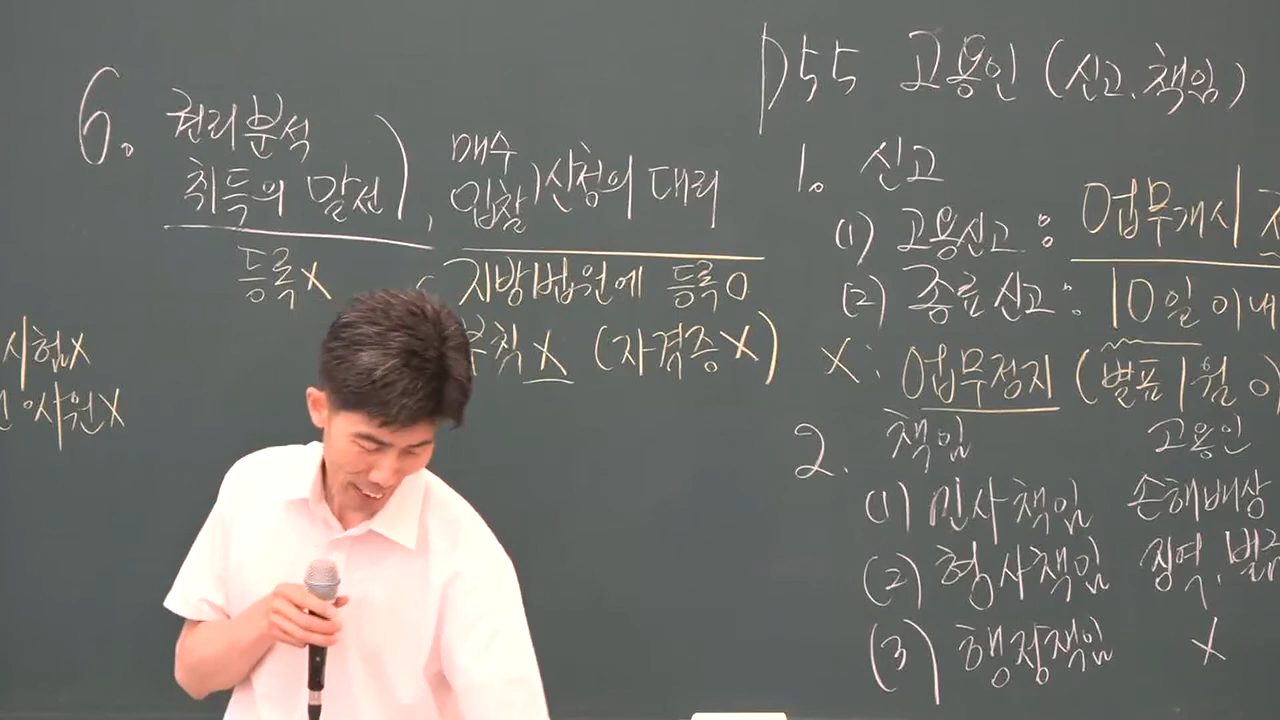 6. 권리분석
취득의 알선), 매수
입찰)신청의 대리
등록X
지방법원에 등록O
X (자격증X)
시험X
사원X
P55 고용인 (신고.책임)
1. 신고
(1) 고용신고 : 업무개시
(2) 종료신고 : 10일 이내
X: 업무정지 (별표1월
2. 책임 고용인
(1) 민사책임 손해배상
(2) 형사책임 징역.벌금
(3) 행정책임 X